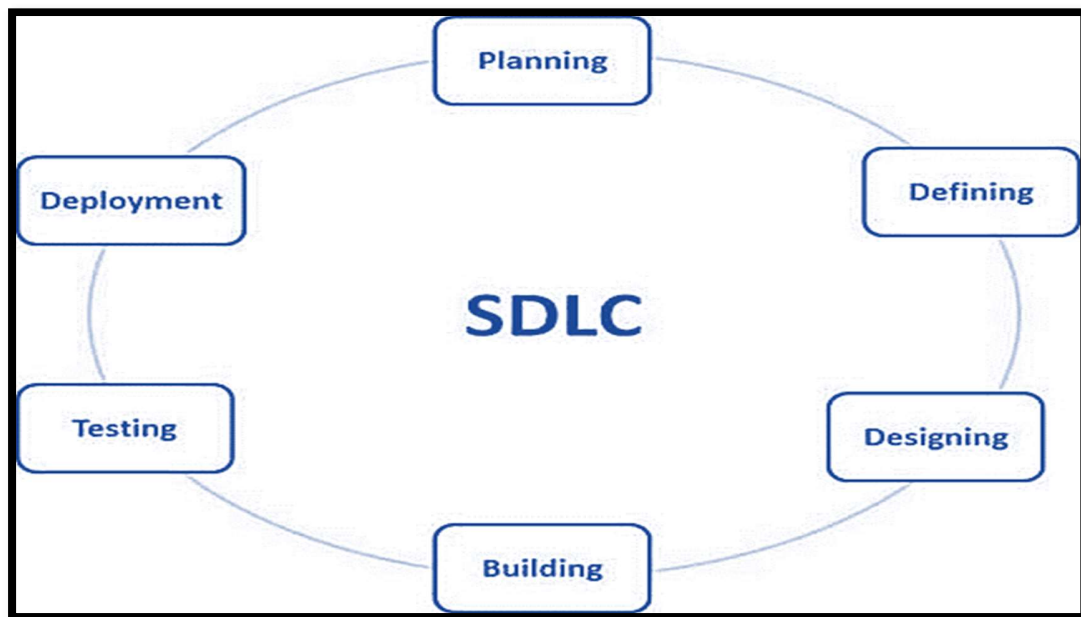 Planning
Defining
Designing
Building
Testing
Deployment
SDLC